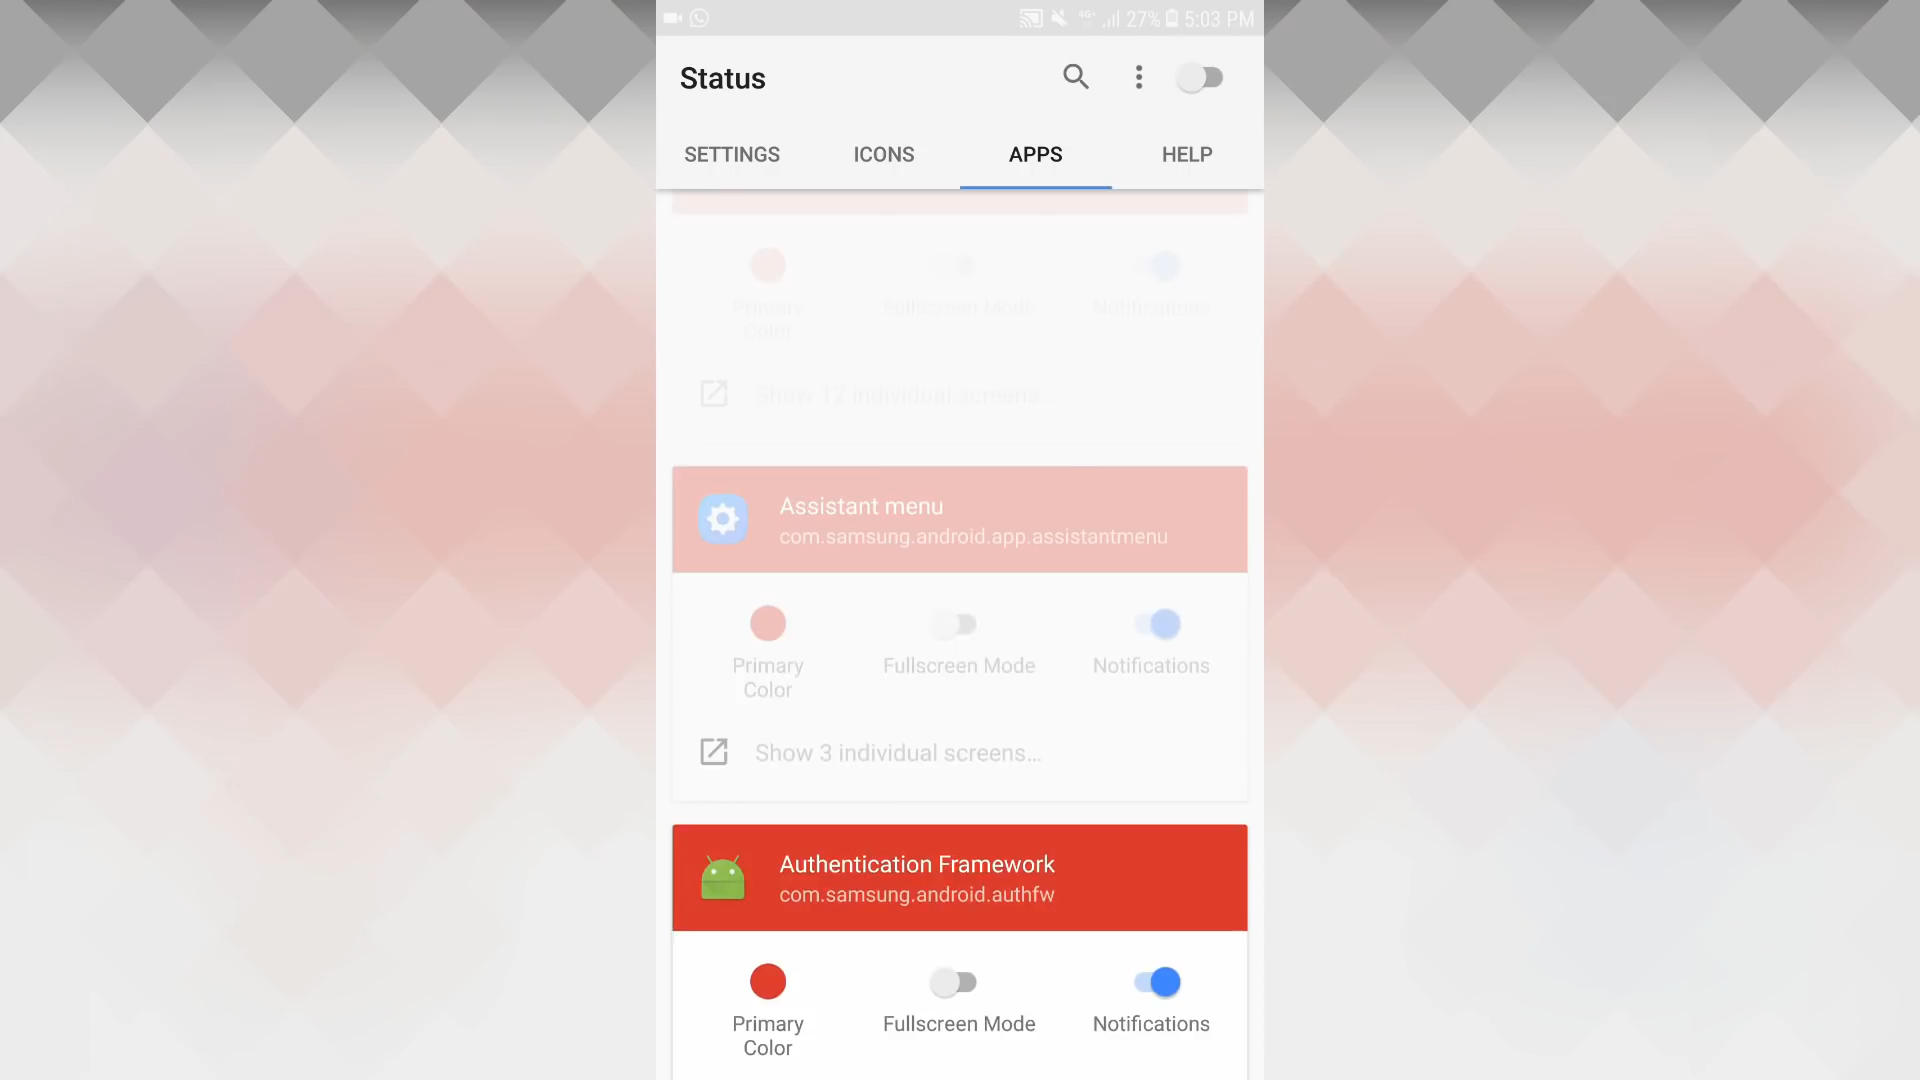 4G+ 27% 5:03 PM
Status
SETTINGS ICONS APPS HELP
Primary Color Fullscreen Mode Notifications
Show 12 individual screens...
Assistant menu
com.samsung.android.app.assistantmenu
Primary Color Fullscreen Mode Notifications
Show 3 individual screens...
Authentication Framework
com.samsung.android.authfw
Primary Color Fullscreen Mode Notifications